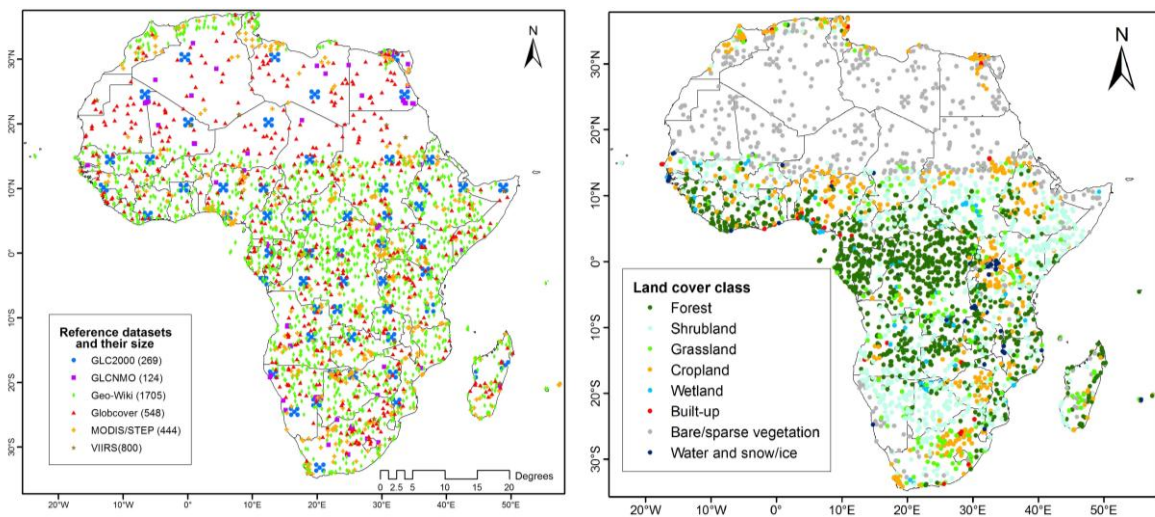 N
30°N
20°N
10°N
0°
10°S
20°S
30°S
Reference datasets
and their size
GLC2000 (269)
GLCNMO (124)
Geo-Wiki (1705)
Globcover (548)
MODIS/STEP (444)
VIIRS(800)
Degrees
0 2.5 5 10 15 20
20°W 10°W 0° 10°E 20°E 30°E 40°E 50°E
N
30°N
20°N
10°N
0°
10°S
20°S
30°S
Land cover class
Forest
Shrubland
Grassland
Cropland
Wetland
Built-up
Bare/sparse vegetation
Water and snow/ice
20°W 10°W 0° 10°E 20°E 30°E 40°E 50°E